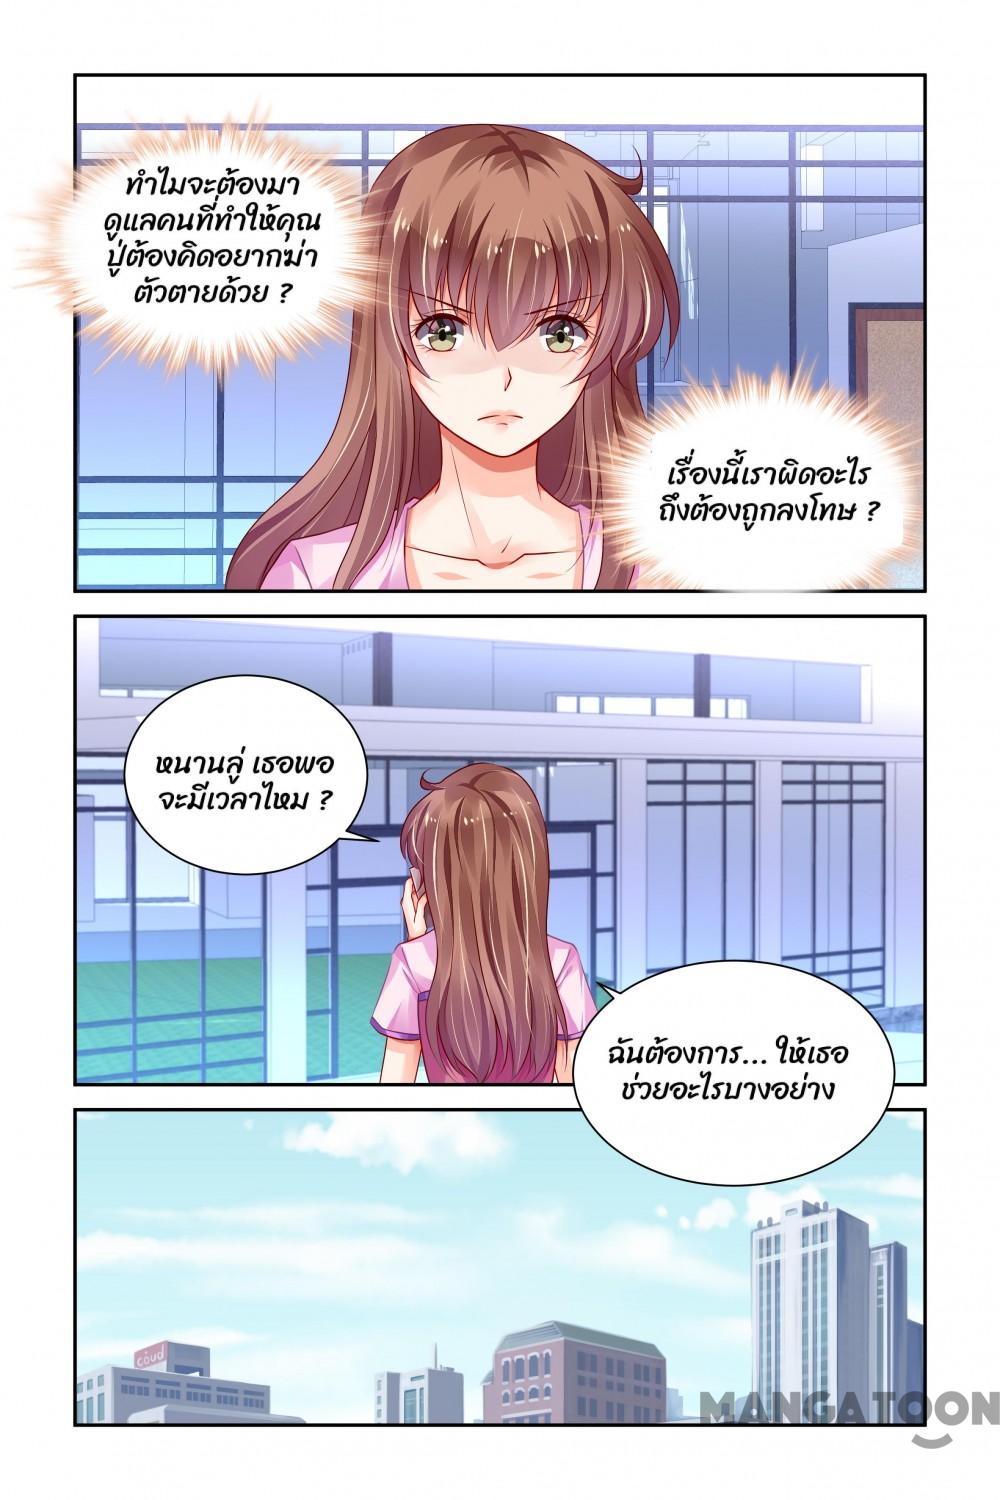 ทำไมจะต้องมา
ดูแลคนที่ทำให้คุณ
ปู่ต้องคิดอยากฆ่า
ตัวตายด้วย ?
เรื่องนี้เราผิดอะไร
ถึงต้องถูกลงโทษ ?
หนานลู่ เธอพอ
จะมีเวลาไหม ?
ฉันต้องการ... ให้เธอ
ช่วยอะไรบางอย่าง
coud
MANGATOON